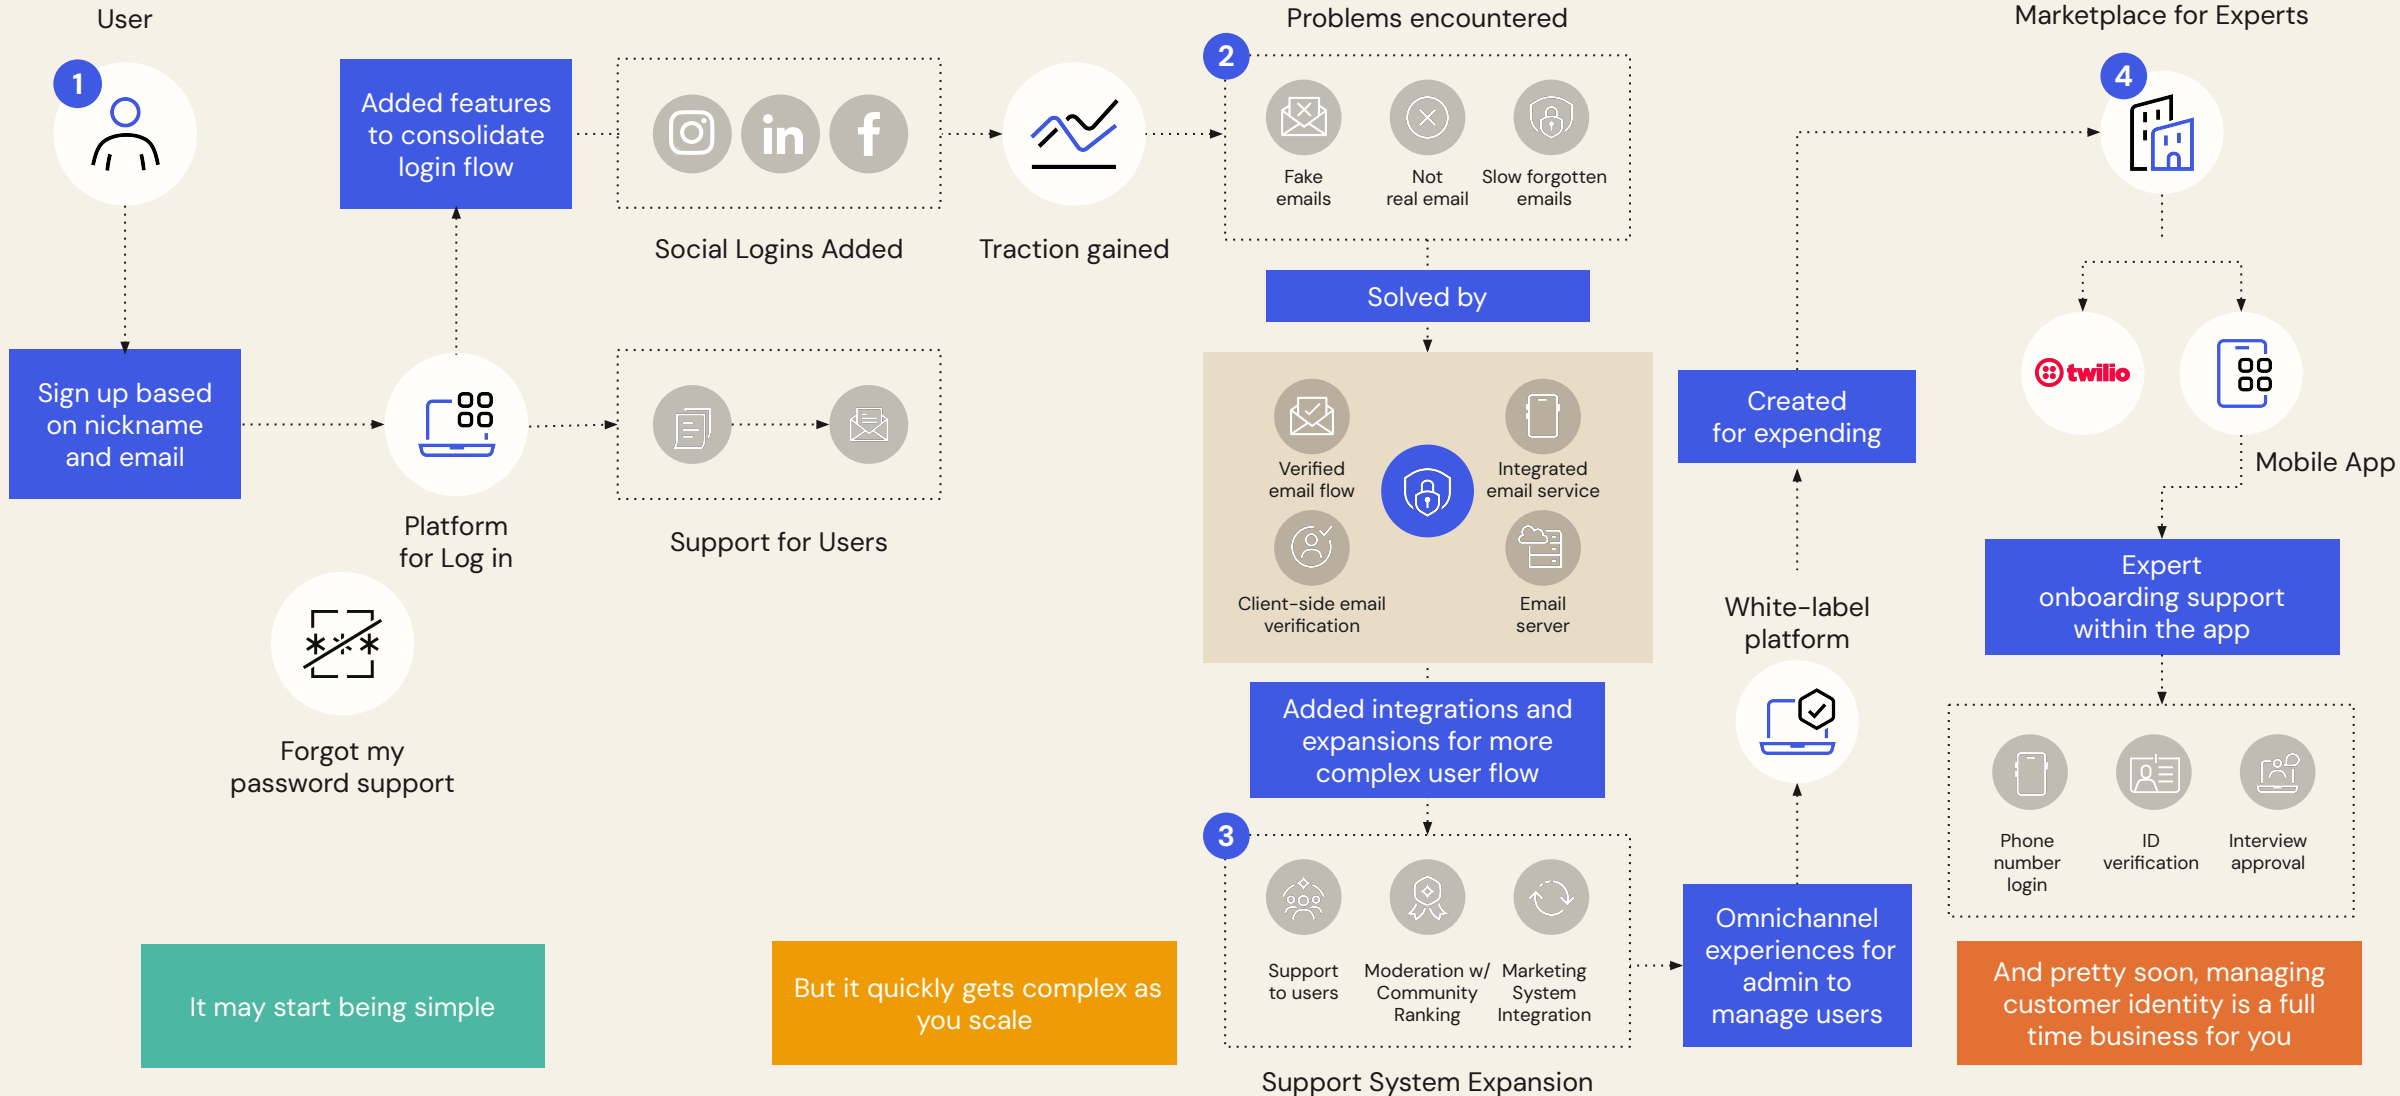 User
1
Added features
to consolidate
login flow
Social Logins Added
Traction gained
Problems encountered
2
Fake
emails
Not
real email
Slow forgotten
emails
Solved by
Sign up based
on nickname
and email
Platform
for Log in
Support for Users
Forgot my
password support
Verified
email flow
Integrated
email service
Client-side email
verification
Email
server
Added integrations and
expansions for more
complex user flow
3
Support
to users
Moderation w/
Community
Ranking
Marketing
System
Integration
Support System Expansion
Omnichannel
experiences for
admin to
manage users
White-label
platform
Created
for expending
Marketplace for Experts
4
twilio
Mobile App
Expert
onboarding support
within the app
Phone
number
login
ID
verification
Interview
approval
It may start being simple
But it quickly gets complex as
you scale
And pretty soon, managing
customer identity is a full
time business for you